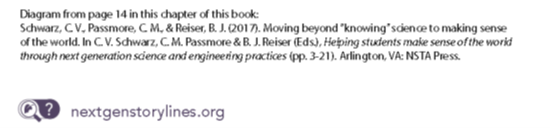 Diagram from page 14 in this chapter of this book:
Schwarz, C. V., Passmore, C. M., & Reiser, B. J. (2017). Moving beyond "knowing" science to making sense
of the world. In C. V. Schwarz, C. M. Passmore & B. J. Reiser (Eds.), Helping students make sense of the world
through next generation science and engineering practices (pp. 3-21). Arlington, VA: NSTA Press.
? nextgenstorylines.org